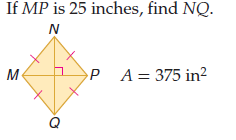 If MP is 25 inches, find NQ.
N
M
P A = 375 in²
Q